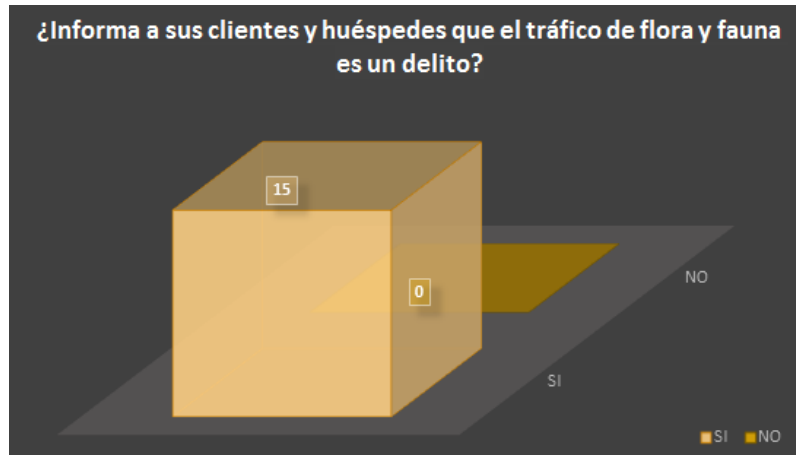 ¿Informa a sus clientes y huéspedes que el tráfico de flora y fauna
es un delito?
15
0
NO
SI
SI NO